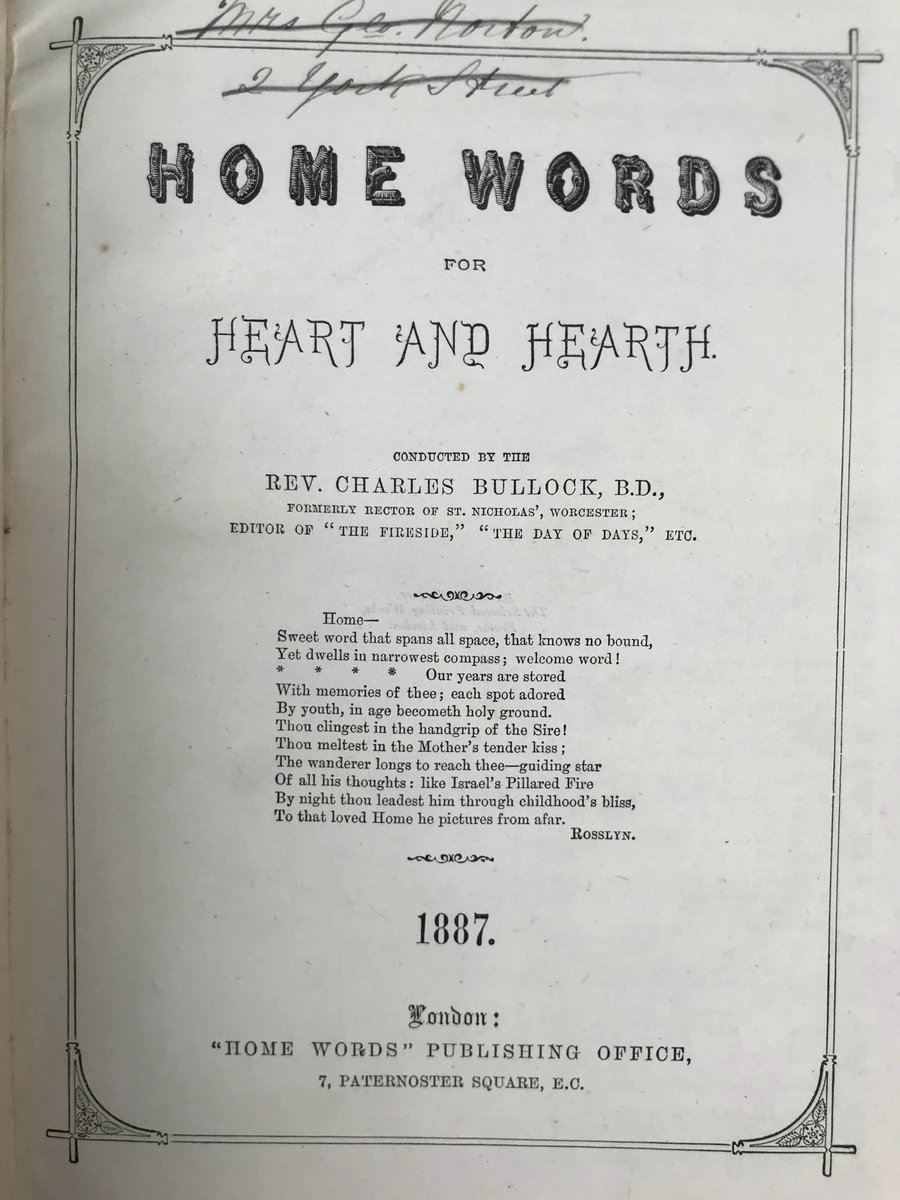 Mrs Geo. Norton.
2 York Street
HOME WORDS
FOR
HEART AND HEARTH.
CONDUCTED BY THE
REV. CHARLES BULLOCK, B.D.,
FORMERLY RECTOR OF ST. NICHOLAS', WORCESTER;
EDITOR OF "THE FIRESIDE," "THE DAY OF DAYS," ETC.
Home—
Sweet word that spans all space, that knows no bound,
Yet dwells in narrowest compass; welcome word!
* * * * Our years are stored
With memories of thee; each spot adored
By youth, in age becometh holy ground.
Thou clingest in the handgrip of the Sire!
Thou meltest in the Mother's tender kiss;
The wanderer longs to reach thee—guiding star
Of all his thoughts: like Israel's Pillared Fire
By night thou leadest him through childhood's bliss,
To that loved Home he pictures from afar.
ROSSLYN.
1887.
London:
"HOME WORDS" PUBLISHING OFFICE,
7, PATERNOSTER SQUARE, E.C.